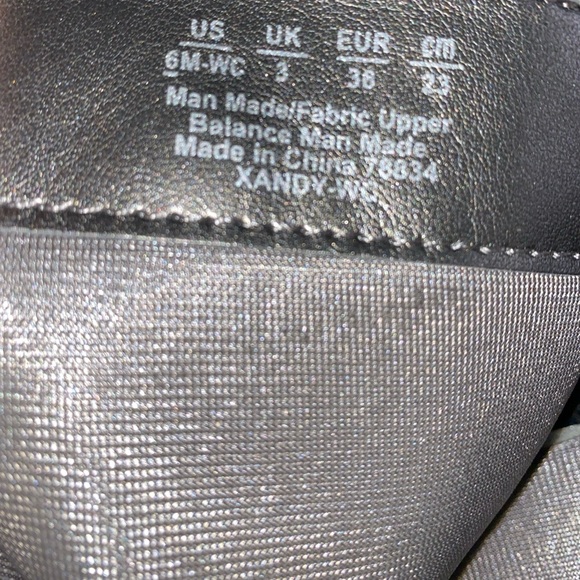 US UK EUR cm
6M-WC 3 36 23
Man Made/Fabric Upper
Balance Man Made
Made in China 76034
XANDY-WC